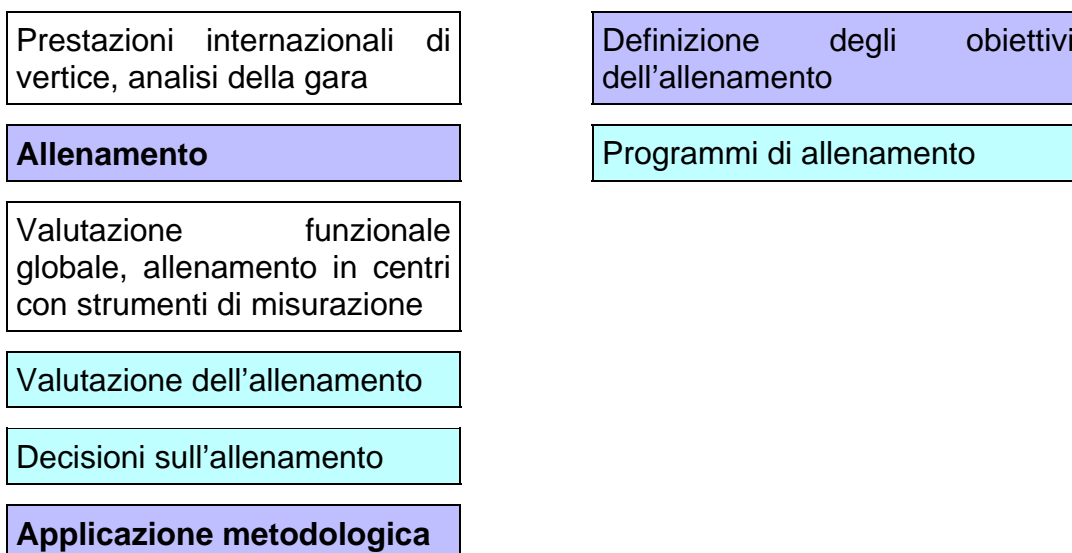 Prestazioni internazionali di
vertice, analisi della gara
Definizione degli obiettivi
dell’allenamento
Allenamento
Programmi di allenamento
Valutazione funzionale
globale, allenamento in centri
con strumenti di misurazione
Valutazione dell’allenamento
Decisioni sull’allenamento
Applicazione metodologica